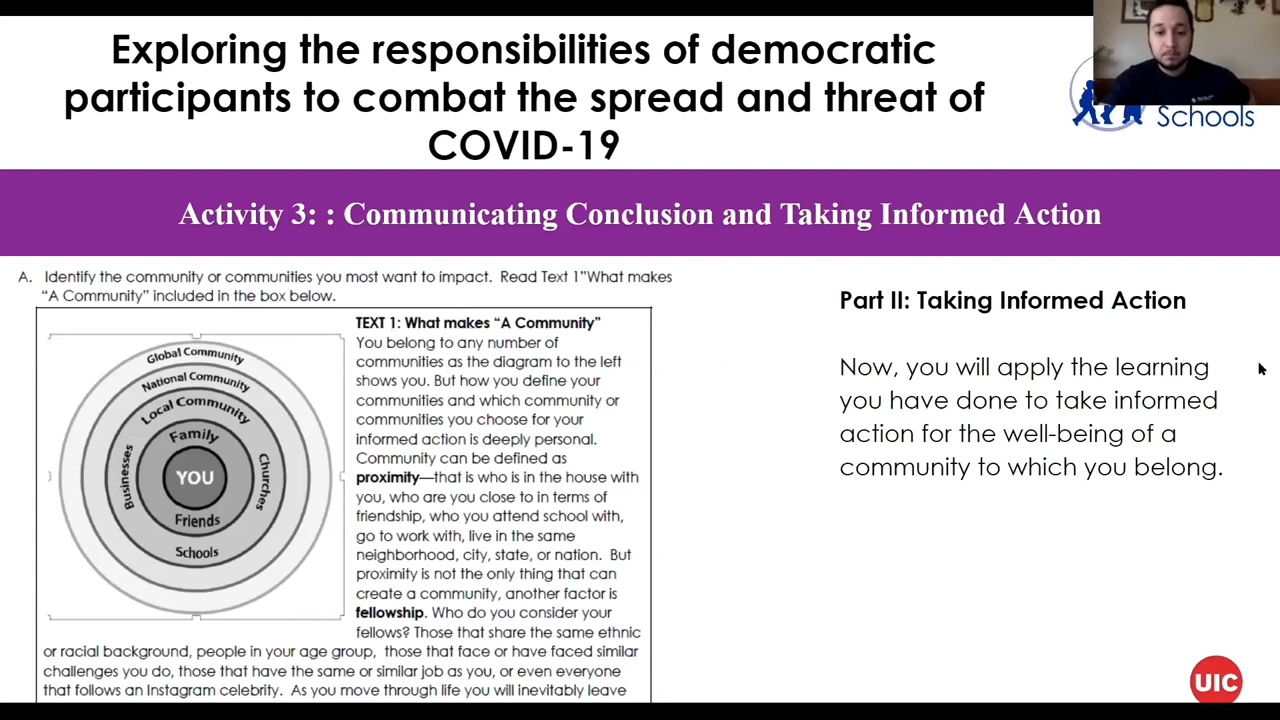 Exploring the responsibilities of democratic
participants to combat the spread and threat of
COVID-19
Schools
Activity 3: : Communicating Conclusion and Taking Informed Action
A. Identify the community or communities you most want to impact. Read Text 1"What makes
"A Community" included in the box below.
Global Community
National Community
Local Community
Family
YOU
Friends
Schools
Businesses
Churches
TEXT 1: What makes "A Community"
You belong to any number of
communities as the diagram to the left
shows you. But how you define your
communities and which community or
communities you choose for your
informed action is deeply personal.
Community can be defined as
proximity—that is who is in the house with
you, who are you close to in terms of
friendship, who you attend school with,
go to work with, live in the same
neighborhood, city, state, or nation. But
proximity is not the only thing that can
create a community, another factor is
fellowship. Who do you consider your
fellows? Those that share the same ethnic
or racial background, people in your age group, those that face or have faced similar
challenges you do, those that have the same or similar job as you, or even everyone
that follows an Instagram celebrity. As you move through life you will inevitably leave
Part II: Taking Informed Action
Now, you will apply the learning
you have done to take informed
action for the well-being of a
community to which you belong.
UIC